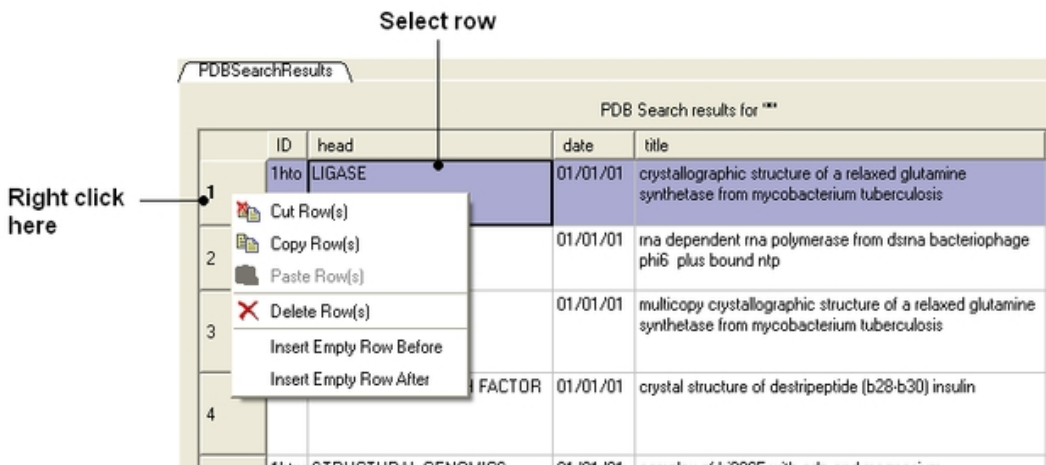 Select row
PDBSearchResults
PDB Search results for "*"
ID head date title
1 1hto LIGASE 01/01/01 crystallographic structure of a relaxed glutamine
synthetase from mycobacterium tuberculosis
Right click
here
Cut Row(s)
Copy Row(s)
Paste Row(s)
Delete Row(s)
Insert Empty Row Before
Insert Empty Row After
2 01/01/01 rna dependent rna polymerase from dsrna bacteriophage
phi6 plus bound ntp
3 01/01/01 multicopy crystallographic structure of a relaxed glutamine
synthetase from mycobacterium tuberculosis
4 FACTOR 01/01/01 crystal structure of destripeptide (b28-b30) insulin
STRUCTURAL GENOMICS